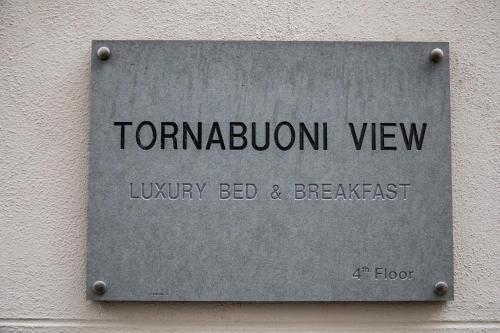 TORNABUONI VIEW
LUXURY BED & BREAKFAST
4th Floor